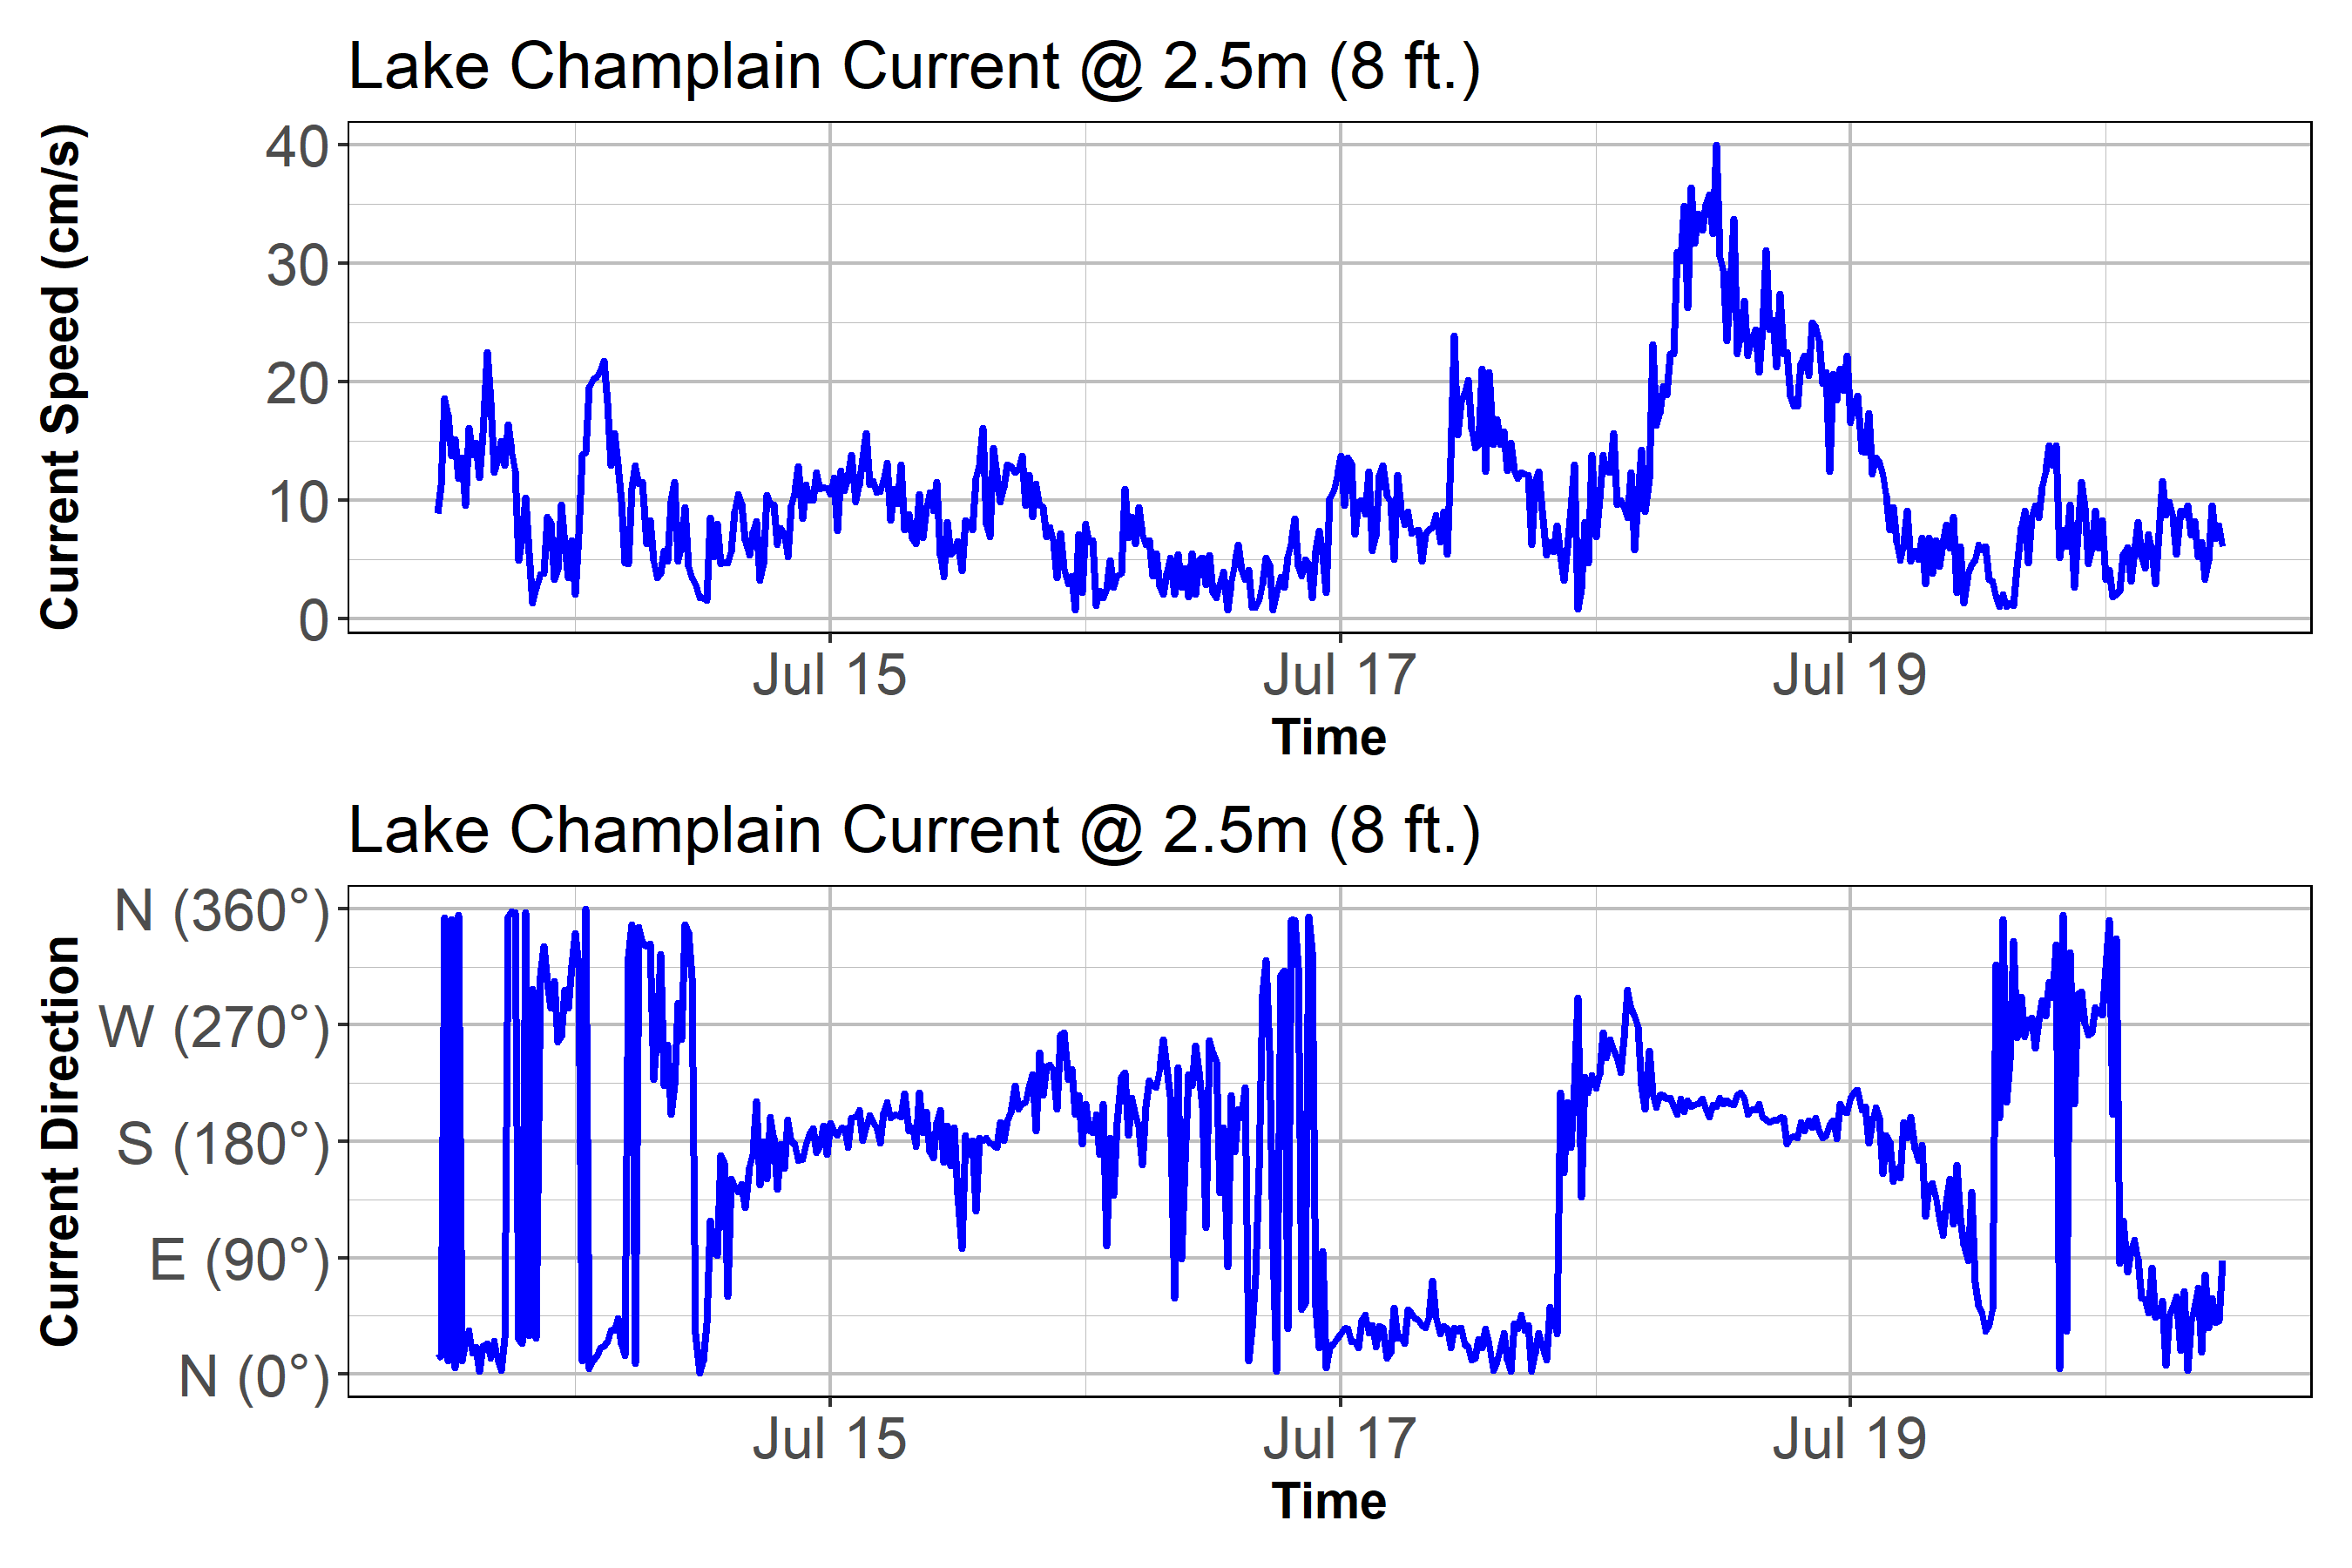 Lake Champlain Current @ 2.5m (8 ft.)
Current Speed (cm/s)
40
30
20
10
0
Jul 15 Jul 17 Jul 19
Time
Lake Champlain Current @ 2.5m (8 ft.)
Current Direction
N (360°)
W (270°)
S (180°)
E (90°)
N (0°)
Jul 15 Jul 17 Jul 19
Time